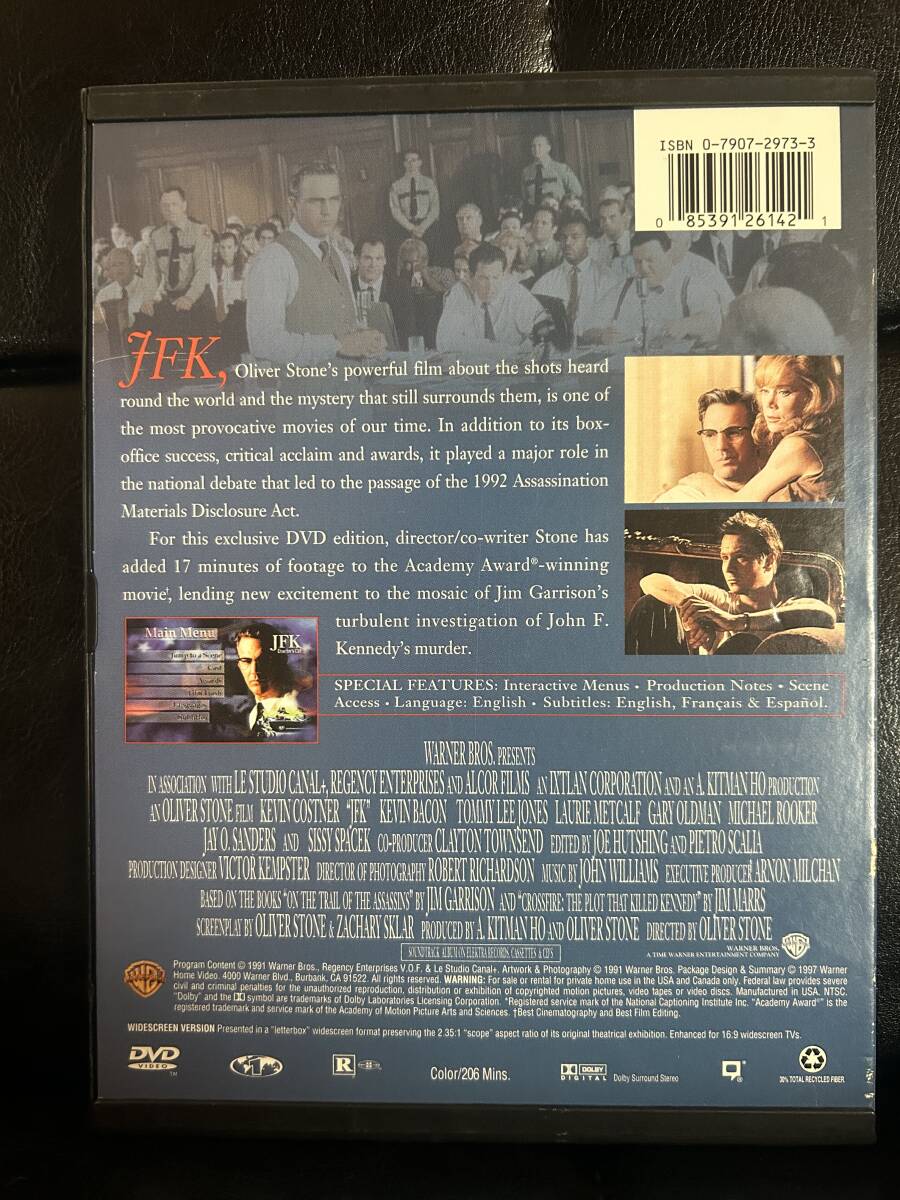 ISBN 0-7907-2973-3
0 85391 26142 1
JFK, Oliver Stone's powerful film about the shots heard
round the world and the mystery that still surrounds them, is one of
the most provocative movies of our time. In addition to its box-
office success, critical acclaim and awards, it played a major role in
the national debate that led to the passage of the 1992 Assassination
Materials Disclosure Act.
For this exclusive DVD edition, director/co-writer Stone has
added 17 minutes of footage to the Academy Award®-winning
movie†, lending new excitement to the mosaic of Jim Garrison's
turbulent investigation of John F.
Kennedy's murder.
Main Menu
JFK
Director's Cut
Jump to a Scene
Cast
Awards
Languages
Subtitles
SPECIAL FEATURES: Interactive Menus • Production Notes • Scene
Access • Language: English • Subtitles: English, Français & Español.
WARNER BROS. PRESENTS
IN ASSOCIATION WITH LE STUDIO CANAL+, REGENCY ENTERPRISES AND ALCOR FILMS AN IXTLAN CORPORATION AND AN A. KITMAN HO PRODUCTION
AN OLIVER STONE FILM KEVIN COSTNER "JFK" KEVIN BACON TOMMY LEE JONES LAURIE METCALF GARY OLDMAN MICHAEL ROOKER
JAY O. SANDERS AND SISSY SPACEK CO-PRODUCER CLAYTON TOWNSEND EDITED BY JOE HUTSHING AND PIETRO SCALIA
PRODUCTION DESIGNER VICTOR KEMPSTER DIRECTOR OF PHOTOGRAPHY ROBERT RICHARDSON MUSIC BY JOHN WILLIAMS EXECUTIVE PRODUCER ARNON MILCHAN
BASED ON THE BOOKS "ON THE TRAIL OF THE ASSASSINS" BY JIM GARRISON AND "CROSSFIRE: THE PLOT THAT KILLED KENNEDY" BY JIM MARRS
SCREENPLAY BY OLIVER STONE & ZACHARY SKLAR PRODUCED BY A. KITMAN HO AND OLIVER STONE DIRECTED BY OLIVER STONE
SOUNDTRACK ALBUM ON ELEKTRA RECORDS, CASSETTES & CD'S
WARNER BROS.
A TIME WARNER ENTERTAINMENT COMPANY
Program Content © 1991 Warner Bros., Regency Enterprises V.O.F. & Le Studio Canal+. Artwork & Photography © 1991 Warner Bros. Package Design & Summary © 1997 Warner
Home Video. 4000 Warner Blvd., Burbank, CA 91522. All rights reserved. WARNING: For sale or rental for private home use in the USA and Canada only. Federal law provides severe
civil and criminal penalties for the unauthorized reproduction, distribution or exhibition of copyrighted motion pictures, video tapes or video discs. Manufactured in USA. NTSC.
"Dolby" and the DD symbol are trademarks of Dolby Laboratories Licensing Corporation. "Registered service mark of the National Captioning Institute Inc. "Academy Award®" is the
registered trademark and service mark of the Academy of Motion Picture Arts and Sciences. †Best Cinematography and Best Film Editing.
WIDESCREEN VERSION Presented in a "letterbox" widescreen format preserving the 2.35:1 "scope" aspect ratio of its original theatrical exhibition. Enhanced for 16:9 widescreen TVs.
DVD
VIDEO
TM
1
R
Color/206 Mins.
DOLBY
DIGITAL
Dolby Surround Stereo
30% TOTAL RECYCLED FIBER